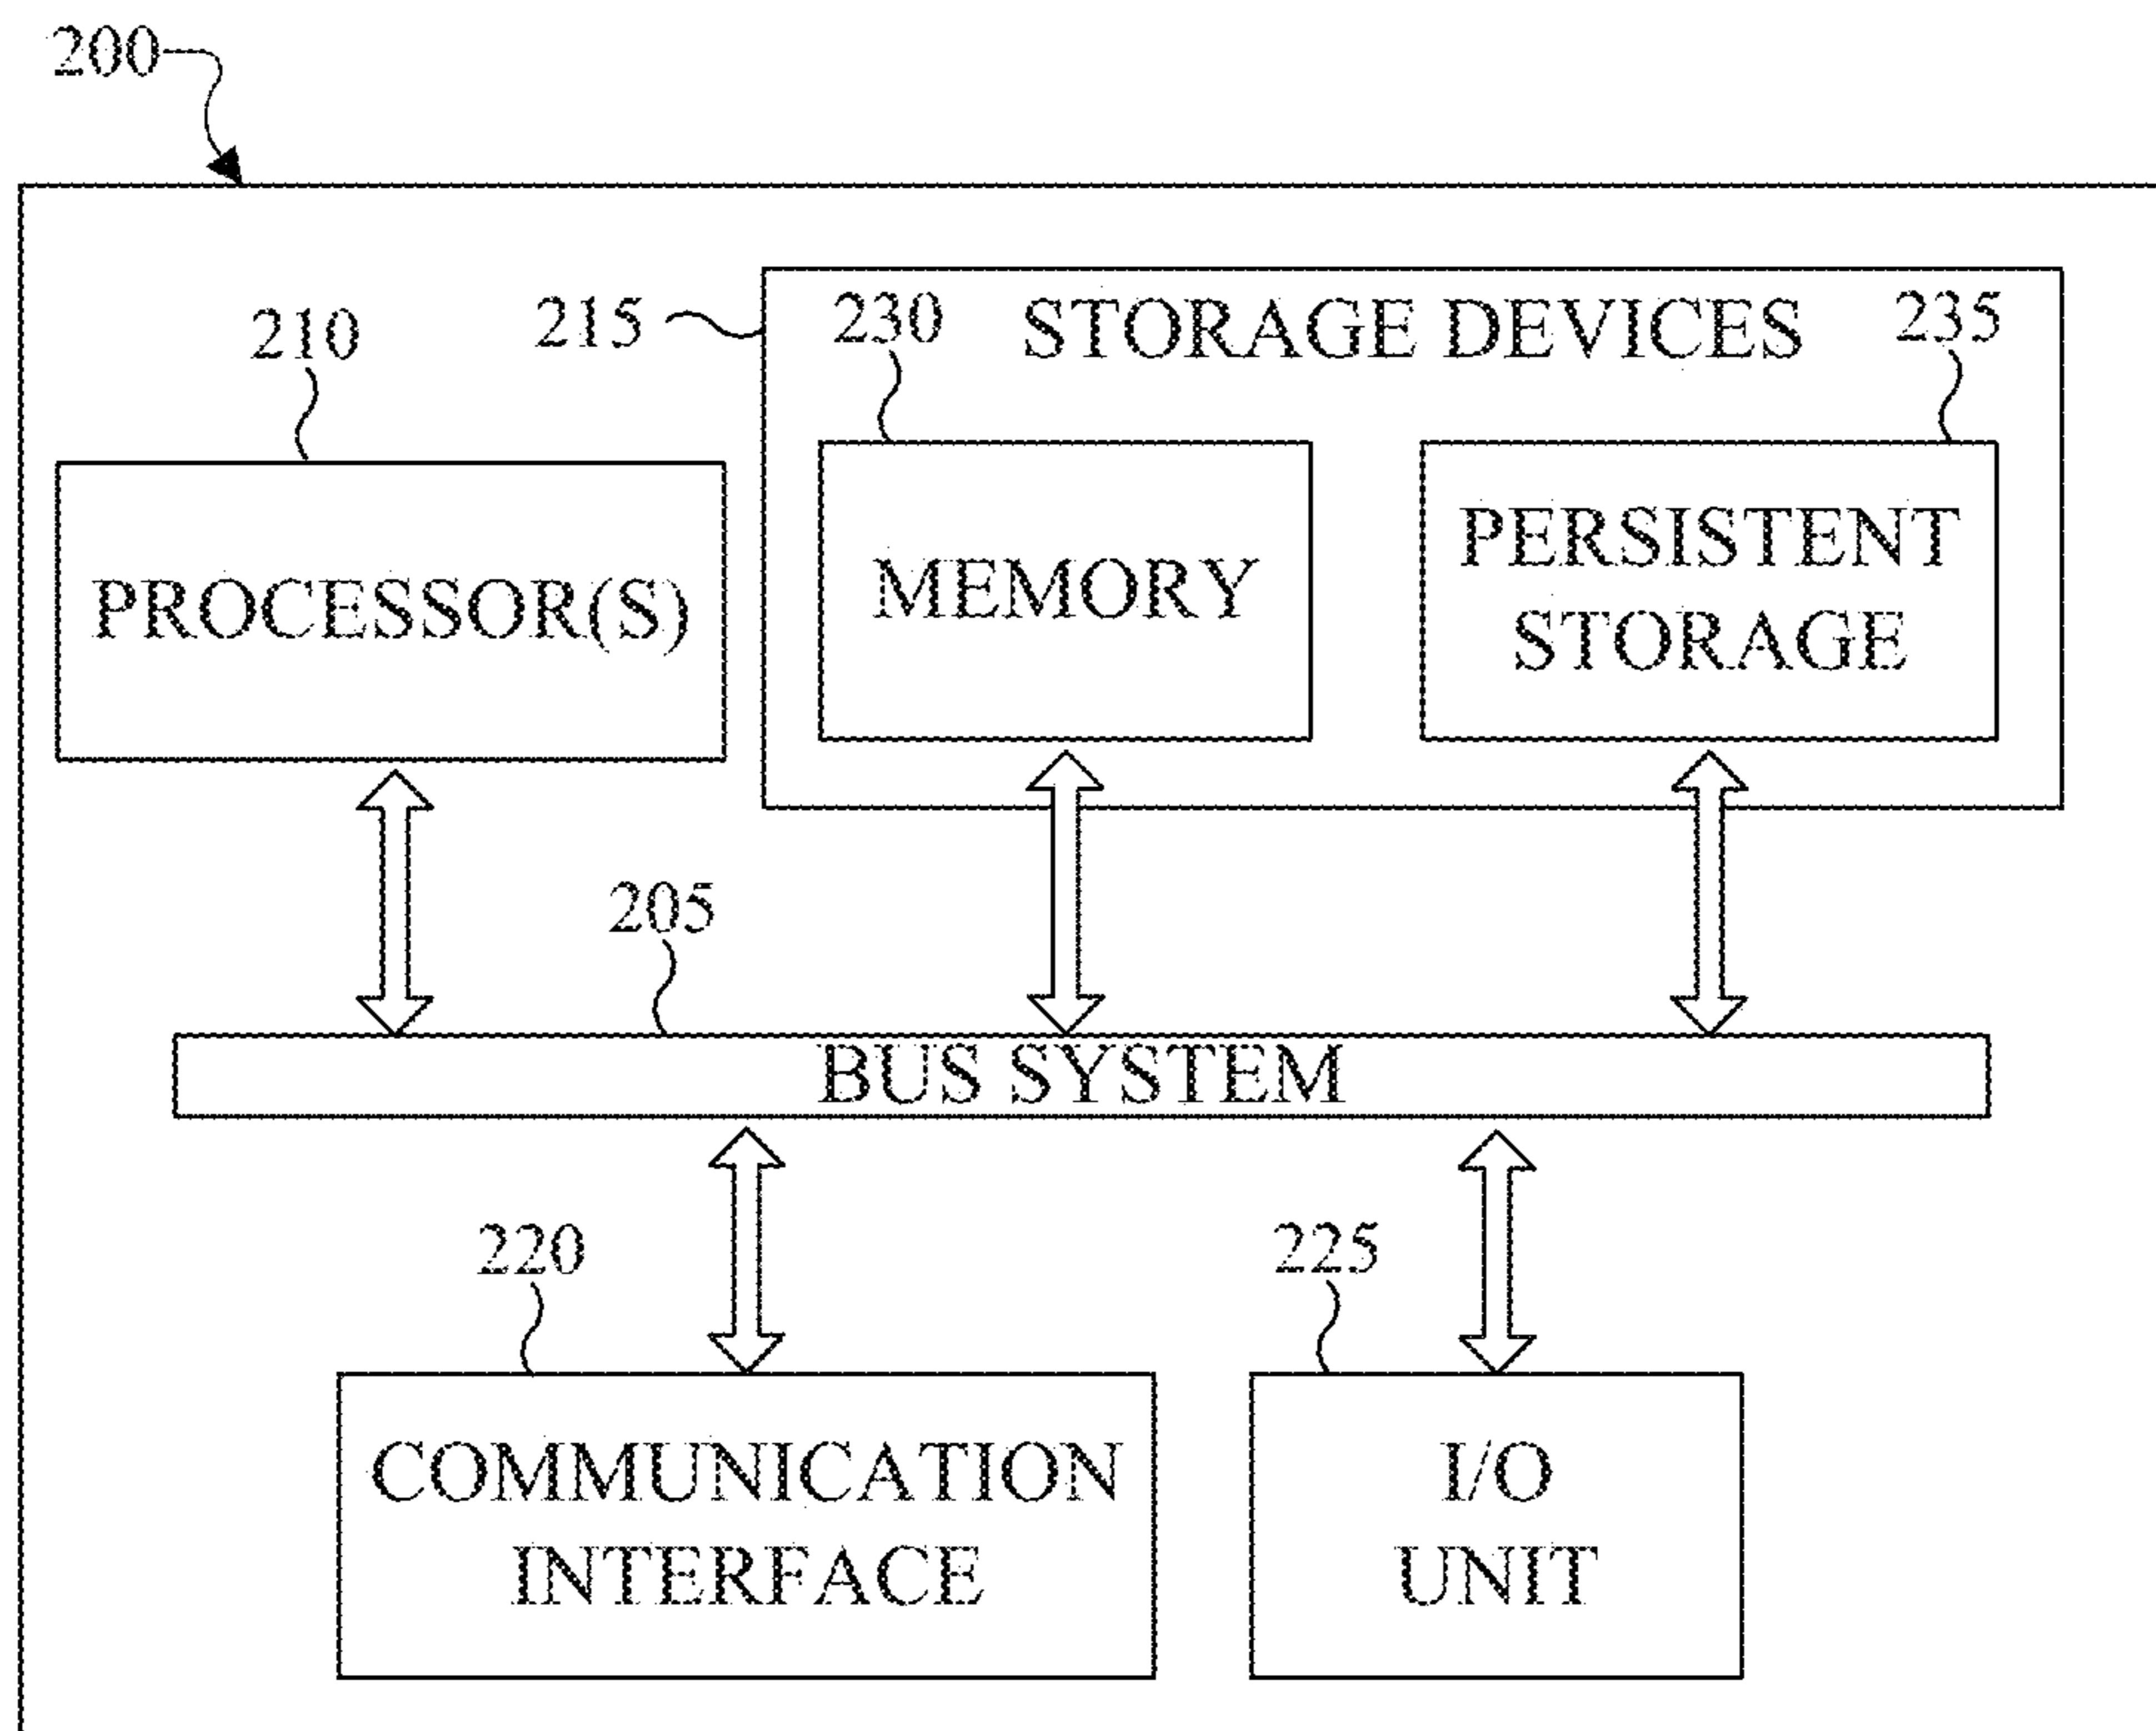 200
210
215
230
STORAGE DEVICES
235
PROCESSOR(S)
MEMORY
PERSISTENT
STORAGE
205
BUS SYSTEM
220
225
COMMUNICATION
INTERFACE
I/O
UNIT